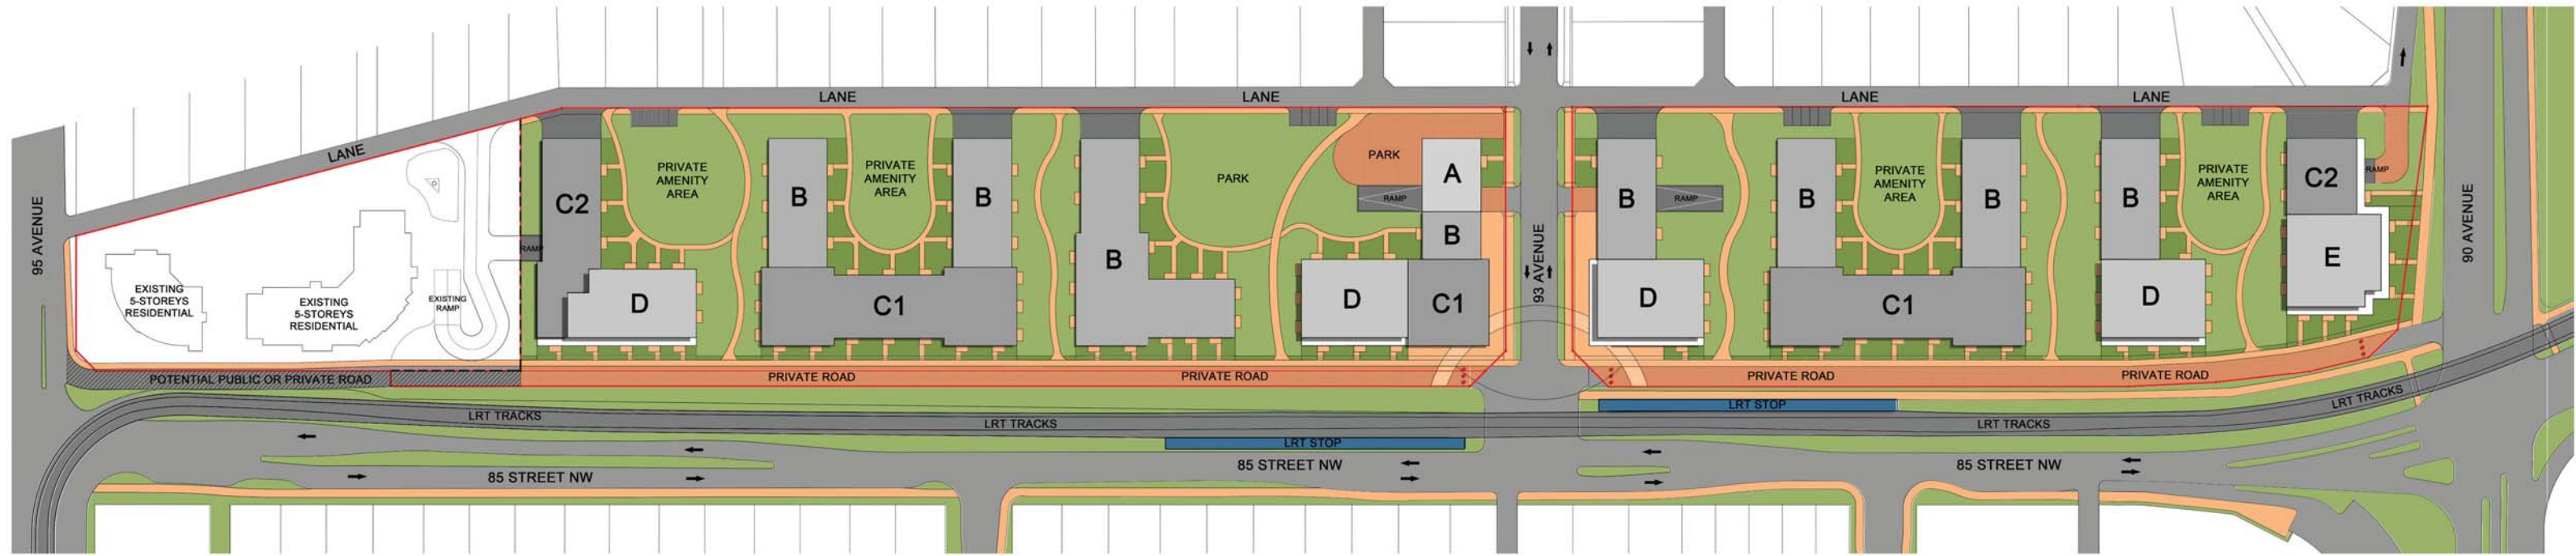 LANE
LANE
LANE
LANE
LANE
95 AVENUE
EXISTING
5-STOREYS
RESIDENTIAL
EXISTING
5-STOREYS
RESIDENTIAL
EXISTING
RAMP
RAMP
C2
PRIVATE
AMENITY
AREA
D
B
PRIVATE
AMENITY
AREA
B
C1
B
PARK
PARK
A
RAMP
B
D
C1
93 AVENUE
B
RAMP
D
B
PRIVATE
AMENITY
AREA
B
C1
B
PRIVATE
AMENITY
AREA
D
C2
RAMP
E
90 AVENUE
POTENTIAL PUBLIC OR PRIVATE ROAD
PRIVATE ROAD
PRIVATE ROAD
PRIVATE ROAD
PRIVATE ROAD
LRT TRACKS
LRT TRACKS
LRT STOP
LRT STOP
LRT TRACKS
LRT TRACKS
85 STREET NW
85 STREET NW
85 STREET NW